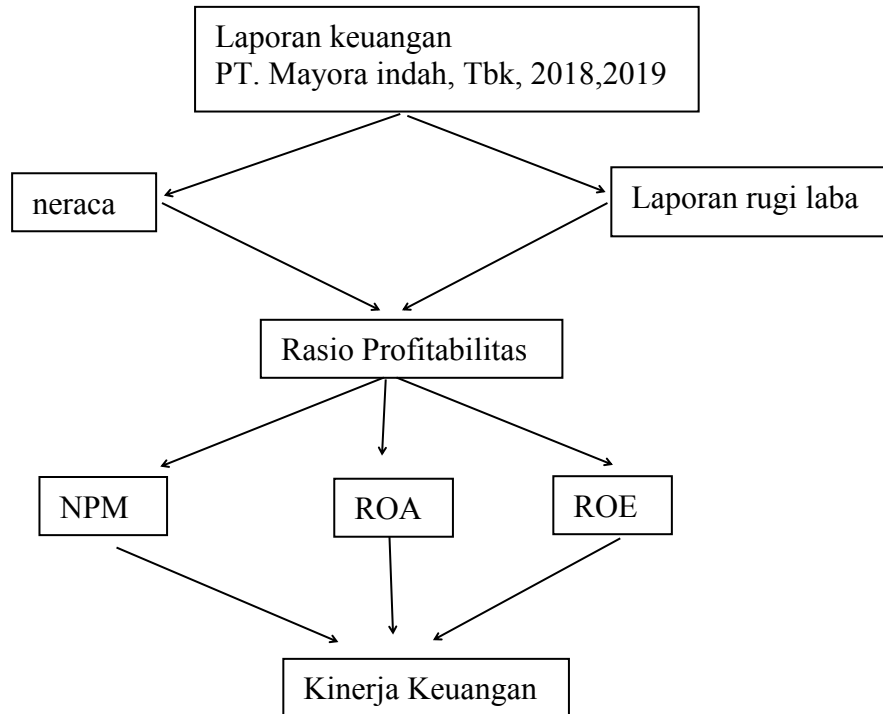 Laporan keuangan
PT. Mayora indah, Tbk, 2018,2019
neraca
Laporan rugi laba
Rasio Profitabilitas
NPM
ROA
ROE
Kinerja Keuangan